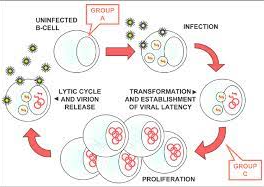 GROUP
A
UNINFECTED
B-CELL
INFECTION
LYTIC CYCLE
AND VIRION
RELEASE
TRANSFORMATION
AND ESTABLISHMENT
OF VIRAL LATENCY
GROUP
C
PROLIFERATION